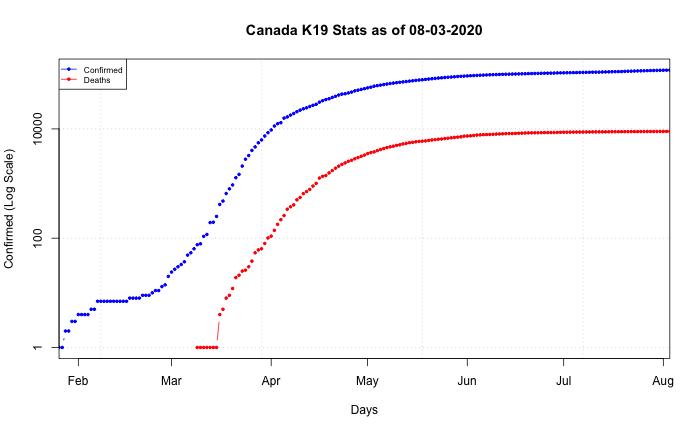 Canada K19 Stats as of 08-03-2020
Confirmed
Deaths
Confirmed (Log Scale)
10000
100
1
Feb Mar Apr May Jun Jul Aug
Days